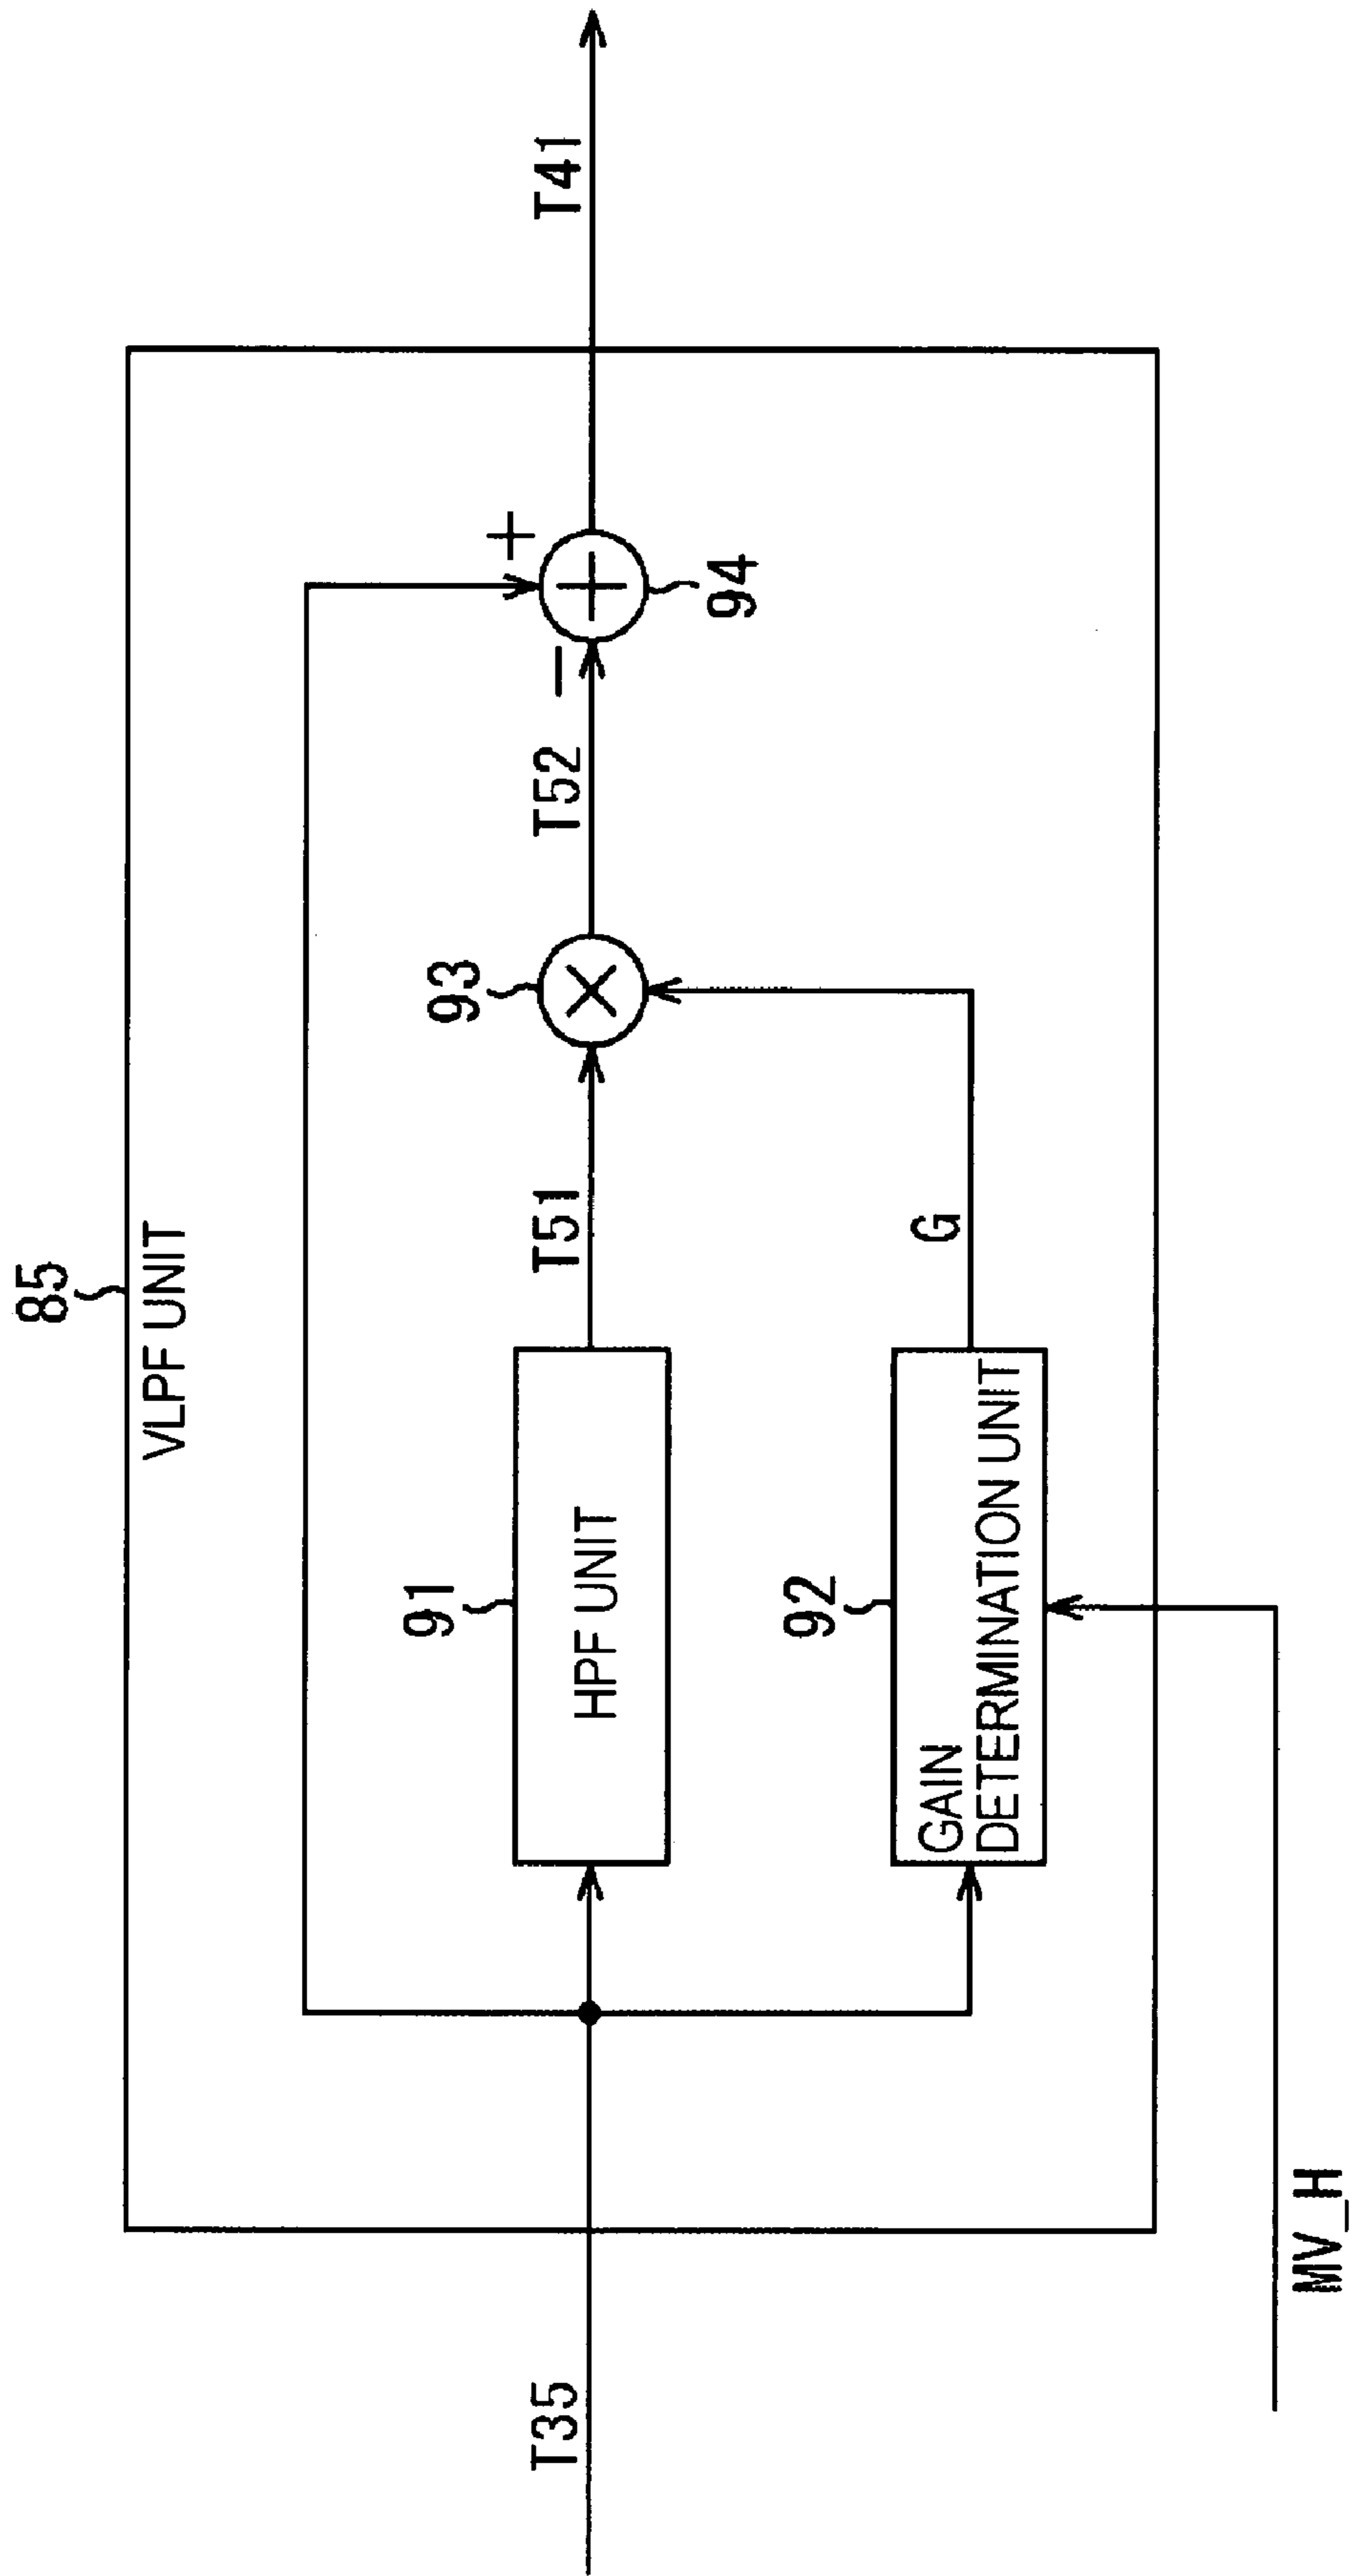 85
VLPF UNIT
T35
91
HPF UNIT
T51
93
×
T52
−
+
+
94
T41
92
GAIN
DETERMINATION UNIT
G
MV_H